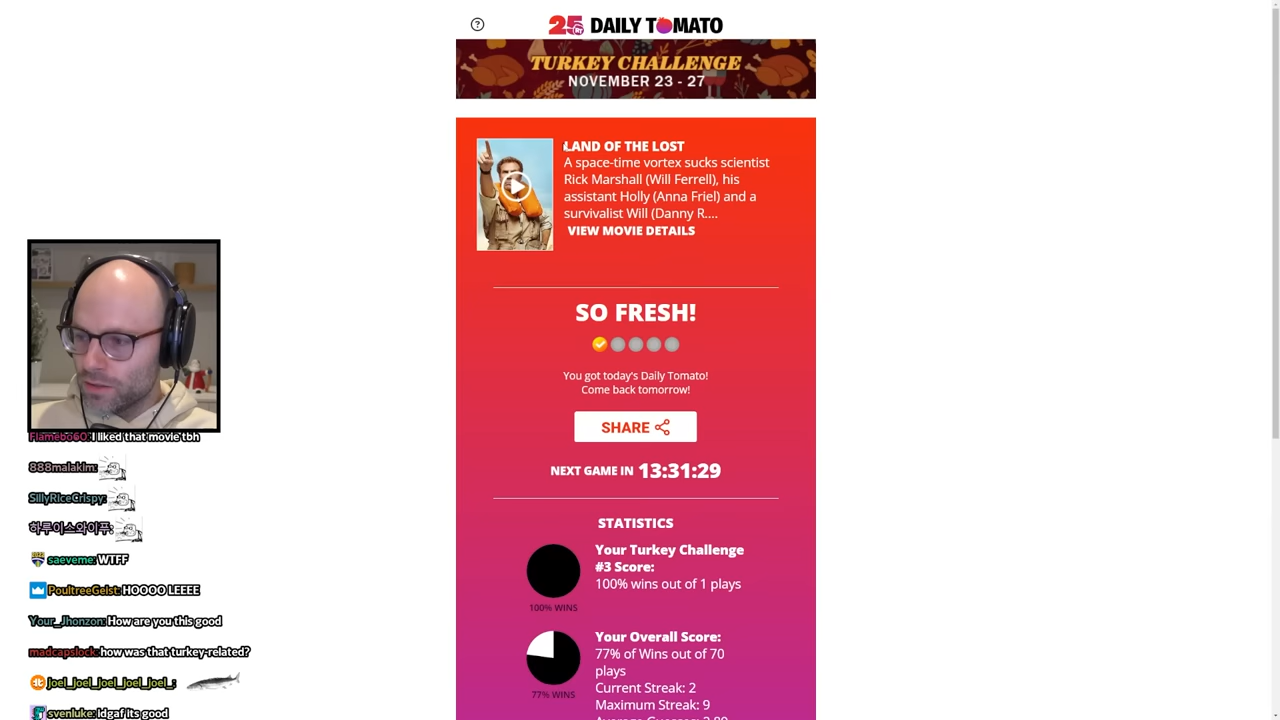 25 RT DAILY TOMATO
TURKEY CHALLENGE
NOVEMBER 23 - 27
LAND OF THE LOST
A space-time vortex sucks scientist
Rick Marshall (Will Ferrell), his
assistant Holly (Anna Friel) and a
survivalist Will (Danny R....
VIEW MOVIE DETAILS
SO FRESH!
You got today's Daily Tomato!
Come back tomorrow!
SHARE
NEXT GAME IN 13:31:29
STATISTICS
Your Turkey Challenge
#3 Score:
100% wins out of 1 plays
100% WINS
Your Overall Score:
77% of Wins out of 70
plays
Current Streak: 2
Maximum Streak: 9
77% WINS
Flamebo60: I liked that movie tbh
888malakim:
SillyRiceCrispy:
하루이스와이푸:
saeveme: WTFF
PoultreeGeist: HOOOO LEEEE
Your_Jhonzon: How are you this good
madcapslock: how was that turkey-related?
joel_joel_joel_joel_joel_:
svenluke: Idgaf its good